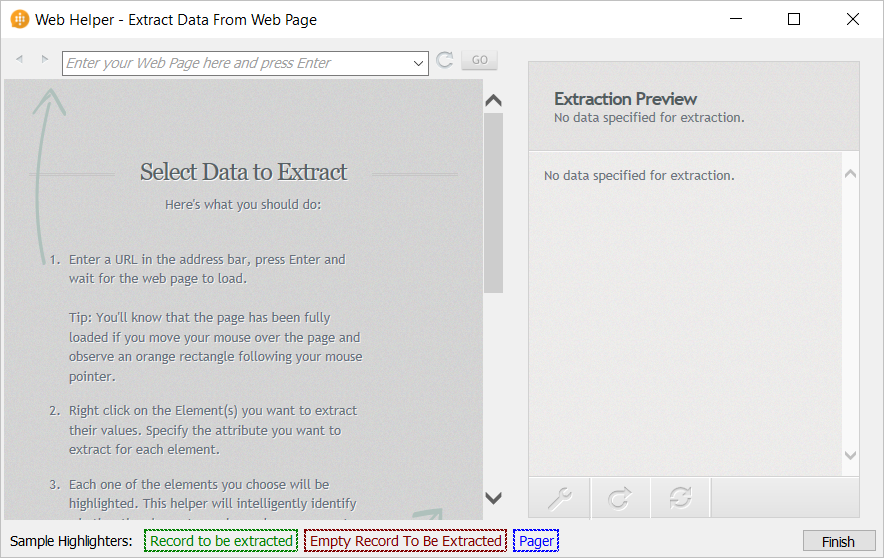 Web Helper - Extract Data From Web Page
Enter your Web Page here and press Enter
GO
Select Data to Extract
Here's what you should do:
1. Enter a URL in the address bar, press Enter and
wait for the web page to load.
Tip: You'll know that the page has been fully
loaded if you move your mouse over the page and
observe an orange rectangle following your mouse
pointer.
2. Right click on the Element(s) you want to extract
their values. Specify the attribute you want to
extract for each element.
3. Each one of the elements you choose will be
highlighted. This helper will intelligently identify
Extraction Preview
No data specified for extraction.
No data specified for extraction.
Sample Highlighters: Record to be extracted Empty Record To Be Extracted Pager
Finish